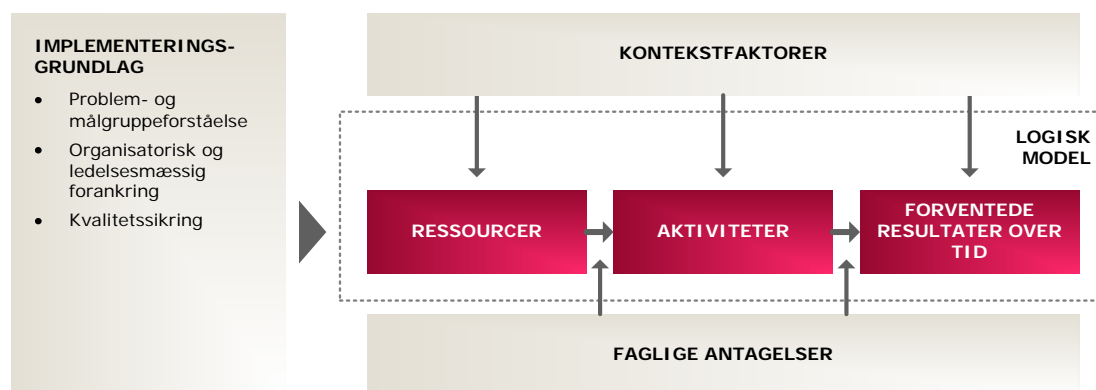 IMPLEMENTERINGS-
GRUNDLAG
• Problem- og
målgruppeforståelse
• Organisatorisk og
ledelsesmæssig
forankring
• Kvalitetssikring
KONTEKSTFAKTORER
LOGISK
MODEL
RESSOURCER
AKTIVITETER
FORVENTEDE
RESULTATER OVER
TID
FAGLIGE ANTAGELSER